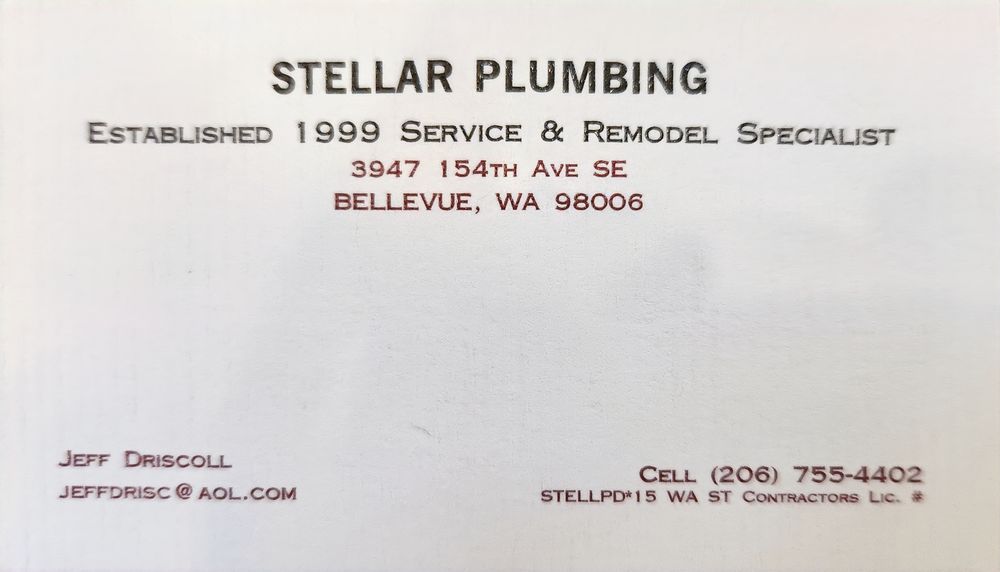 STELLAR PLUMBING
ESTABLISHED 1999 SERVICE & REMODEL SPECIALIST
3947 154TH AVE SE
BELLEVUE, WA 98006
JEFF DRISCOLL
JEFFDRISC@AOL.COM
CELL (206) 755-4402
STELLPD*15 WA ST CONTRACTORS LIC. #